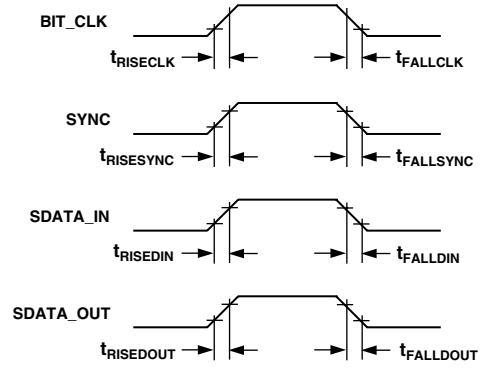 BIT_CLK
tRISECLK tFALLCLK
SYNC
tRISESYNC tFALLSYNC
SDATA_IN
tRISEDIN tFALLDIN
SDATA_OUT
tRISEDOUT tFALLDOUT